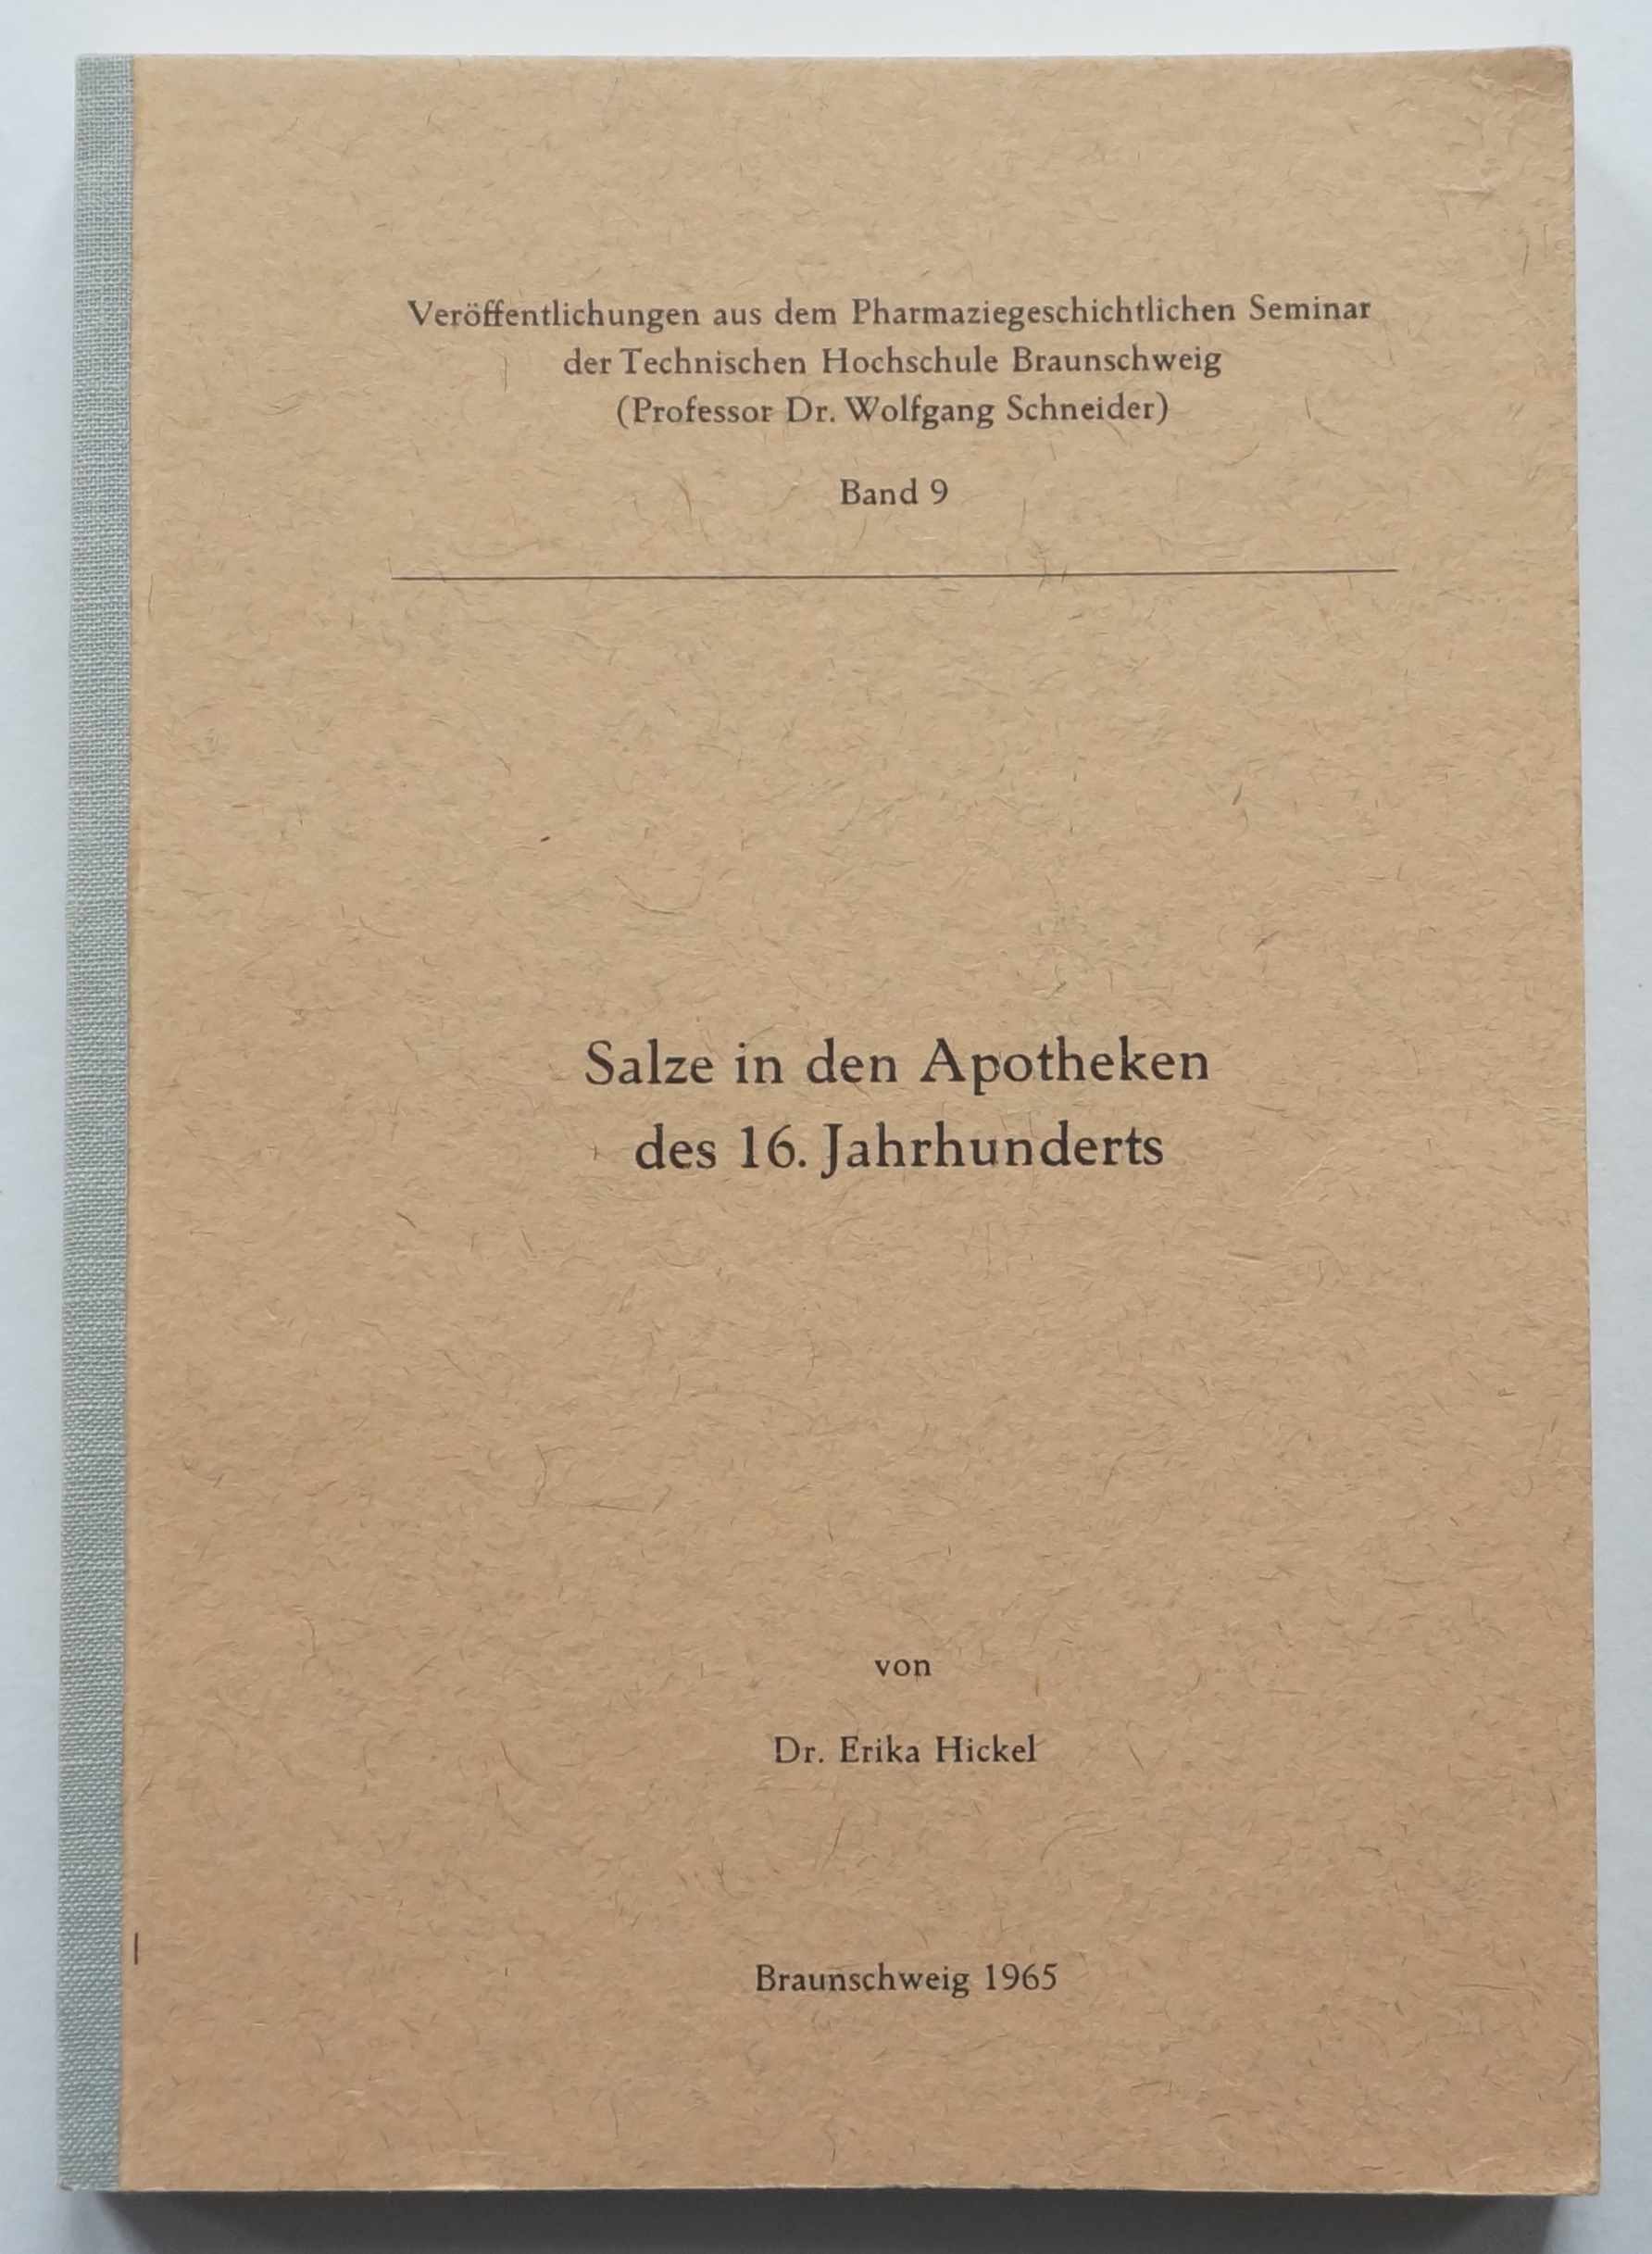 Veröffentlichungen aus dem Pharmaziegeschichtlichen Seminar
der Technischen Hochschule Braunschweig
(Professor Dr. Wolfgang Schneider)
Band 9
Salze in den Apotheken
des 16. Jahrhunderts
von
Dr. Erika Hickel
Braunschweig 1965